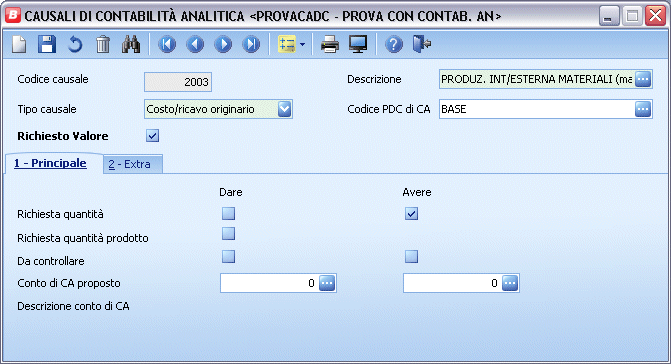 CAUSALI DI CONTABILITÀ ANALITICA <PROVACADC - PROVA CON CONTAB. AN>
Codice causale 2003 Descrizione PRODUZ. INT/ESTERNA MATERIALI (ma
Tipo causale Costo/ricavo originario Codice PDC di CA BASE
Richiesto Valore
1 - Principale 2 - Extra
Dare Avere
Richiesta quantità
Richiesta quantità prodotto
Da controllare
Conto di CA proposto 0 0
Descrizione conto di CA